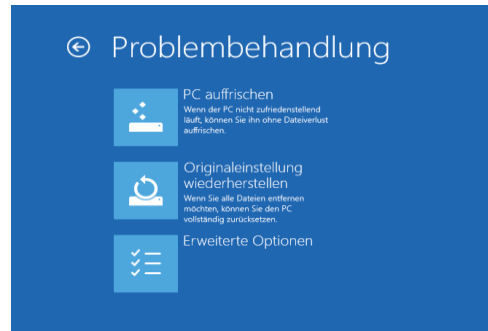 Problembehandlung
PC auffrischen
Wenn der PC nicht zufriedenstellend
läuft, können Sie ihn ohne Dateiverlust
auffrischen.
Originaleinstellung
wiederherstellen
Wenn Sie alle Dateien entfernen
möchten, können Sie den PC
vollständig zurücksetzen.
Erweiterte Optionen